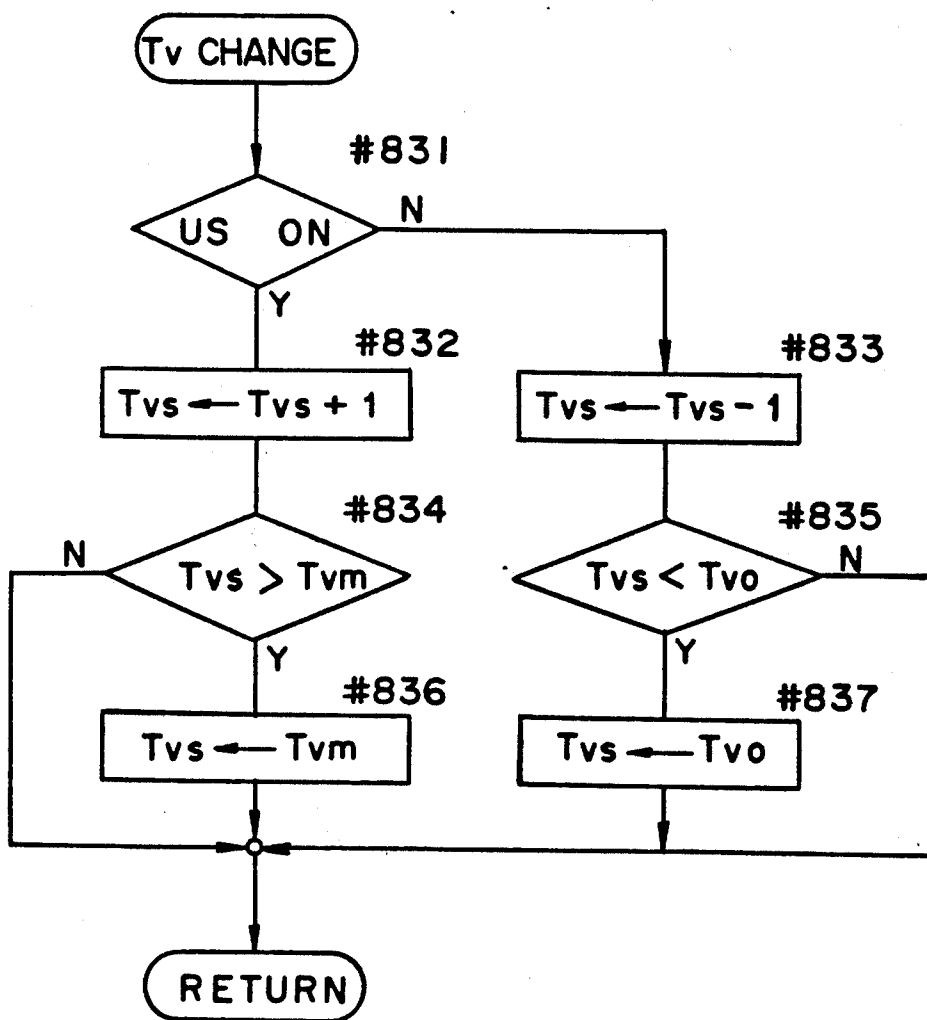 Tv CHANGE
#831
US ON
N
Y
#832
#833
Tvs ← Tvs + 1
Tvs ← Tvs - 1
#834
#835
N
Tvs > Tvm
Tvs < Tvo
N
Y
Y
#836
#837
Tvs ← Tvm
Tvs ← Tvo
RETURN